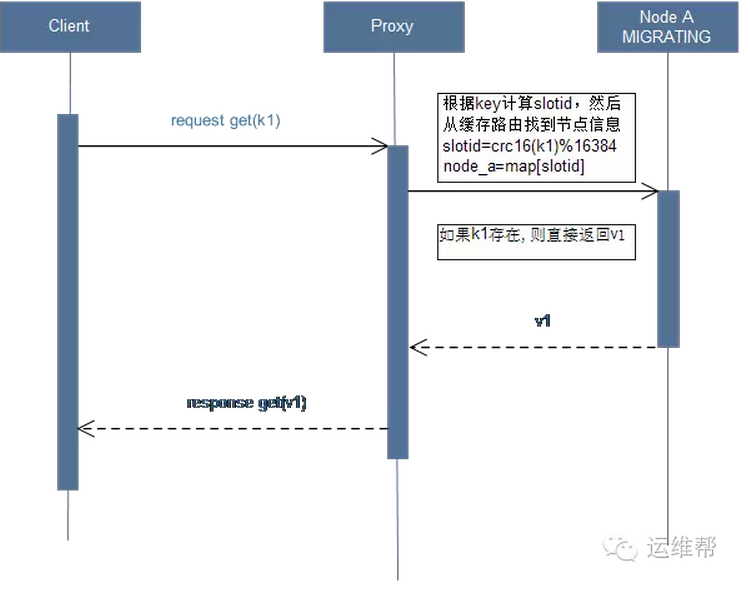 Client
Proxy
Node A
MIGRATING
request get(k1)
根据key计算slotid，然后
从缓存路由找到节点信息
slotid=crc16(k1)%16384
node_a=map[slotid]
如果k1存在,则直接返回v1
v1
response get(v1)
运维帮